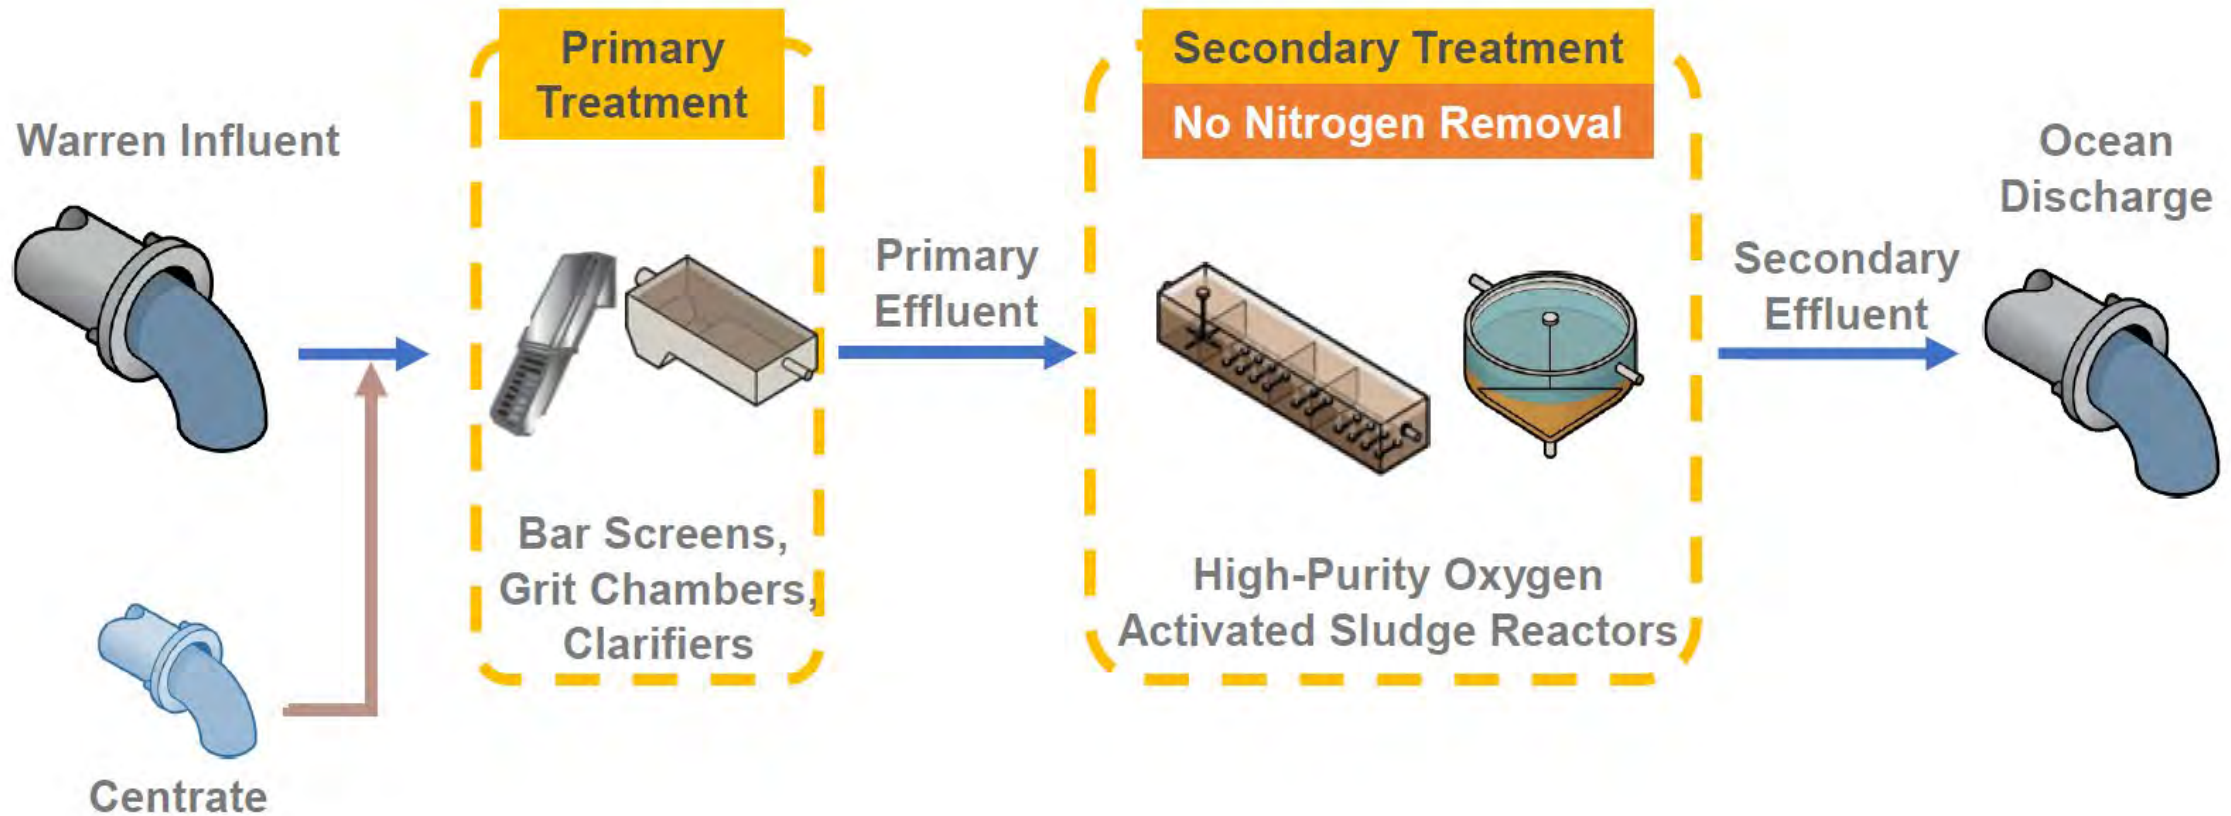 Warren Influent
Centrate
Primary
Treatment
Bar Screens,
Grit Chambers,
Clarifiers
Primary
Effluent
Secondary Treatment
No Nitrogen Removal
High-Purity Oxygen
Activated Sludge Reactors
Secondary
Effluent
Ocean
Discharge